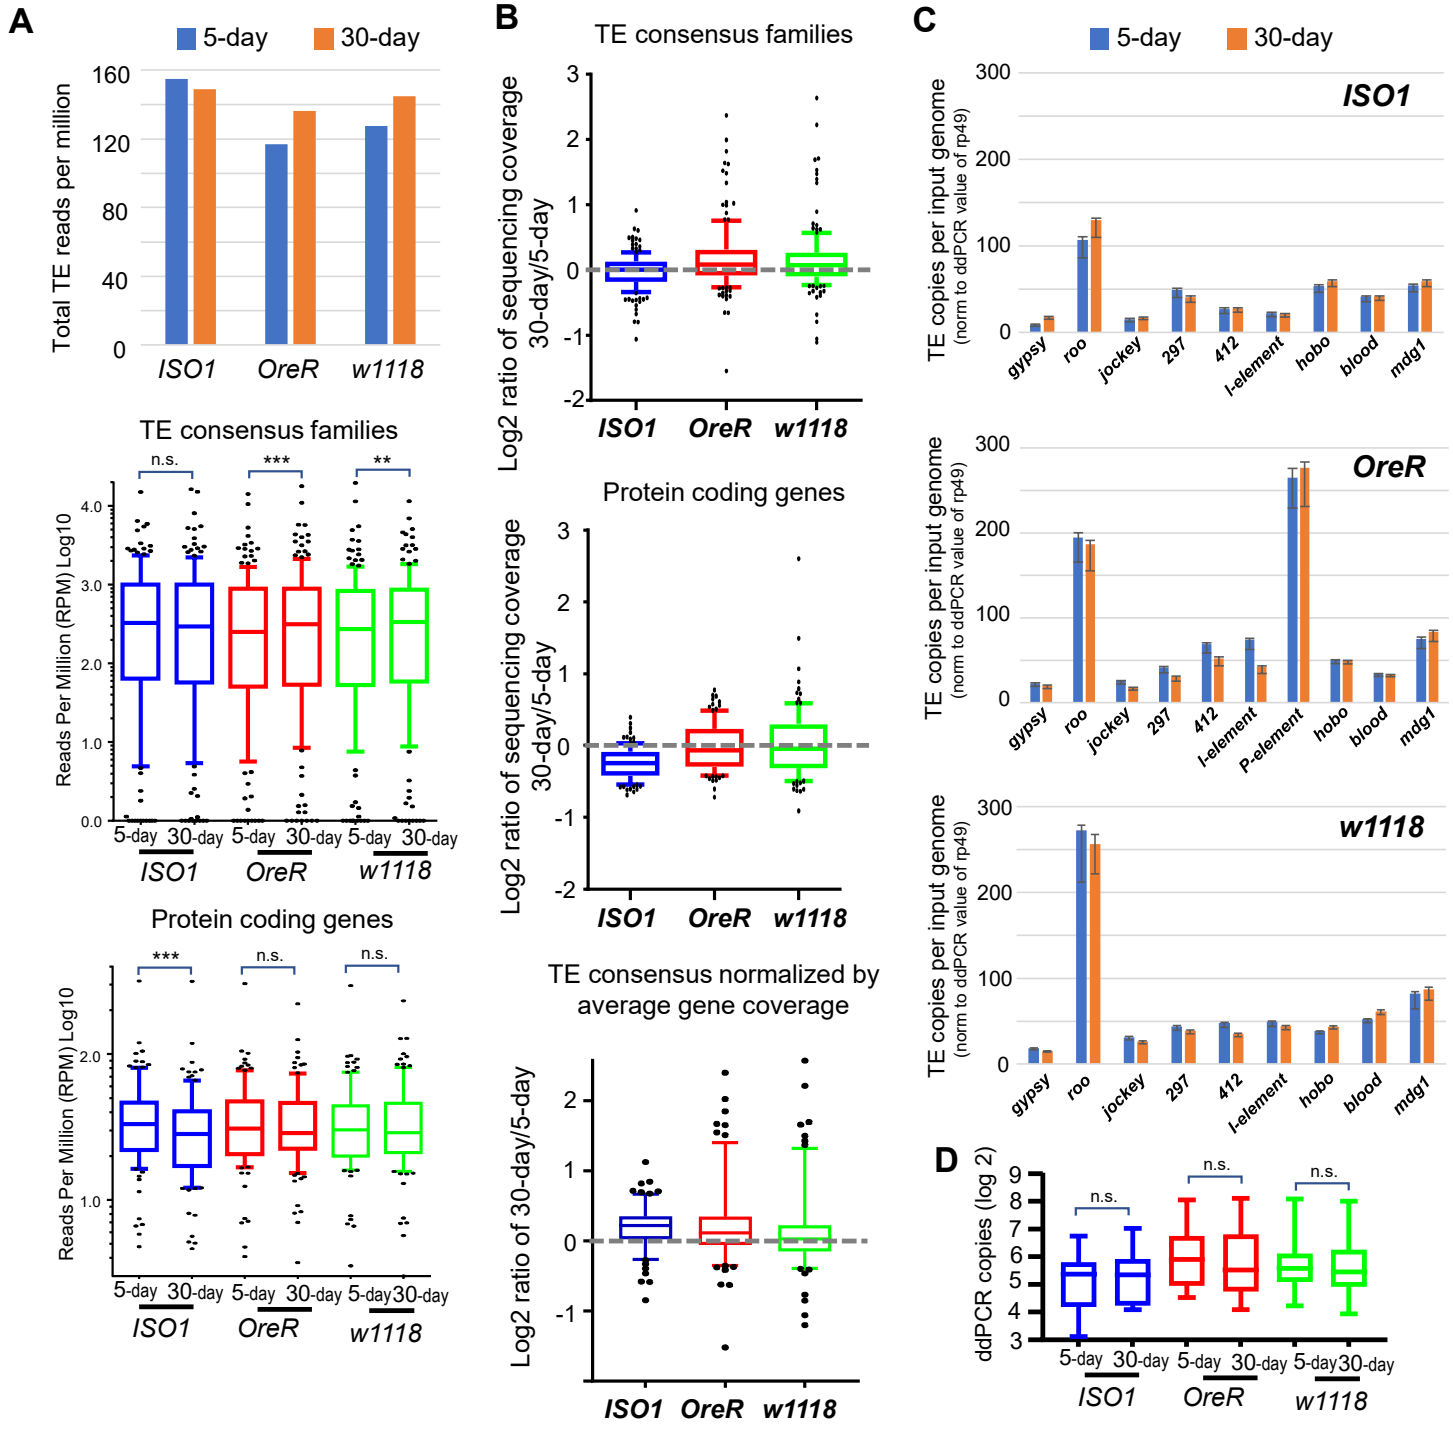 A
5-day 30-day
Total TE reads per million
160
120
80
40
0
ISO1 OreR w1118
TE consensus families
n.s. *** **
Reads Per Million (RPM) Log10
4.0
3.0
2.0
1.0
0.0
5-day 30-day 5-day 30-day 5-day 30-day
ISO1 OreR w1118
Protein coding genes
*** n.s. n.s.
Reads Per Million (RPM) Log10
2.0
1.0
5-day 30-day 5-day 30-day 5-day 30-day
ISO1 OreR w1118
B
TE consensus families
Log2 ratio of sequencing coverage
30-day/5-day
3
2
1
0
-1
-2
ISO1 OreR w1118
Protein coding genes
Log2 ratio of sequencing coverage
30-day/5-day
3
2
1
0
-1
-2
ISO1 OreR w1118
TE consensus normalized by
average gene coverage
Log2 ratio of 30-day/5-day
2
1
0
-1
ISO1 OreR w1118
C
5-day 30-day
TE copies per input genome
(norm to ddPCR value of rp49)
300
200
100
0
ISO1
gypsy roo jockey 297 412 I-element hobo blood mdg1
TE copies per input genome
(norm to ddPCR value of rp49)
300
200
100
0
OreR
gypsy roo jockey 297 412 I-element P-element hobo blood mdg1
TE copies per input genome
(norm to ddPCR value of rp49)
300
200
100
0
w1118
gypsy roo jockey 297 412 I-element hobo blood mdg1
D
ddPCR copies (log 2)
9
8
7
6
5
4
3
n.s. n.s. n.s.
5-day 30-day 5-day 30-day 5-day 30-day
ISO1 OreR w1118